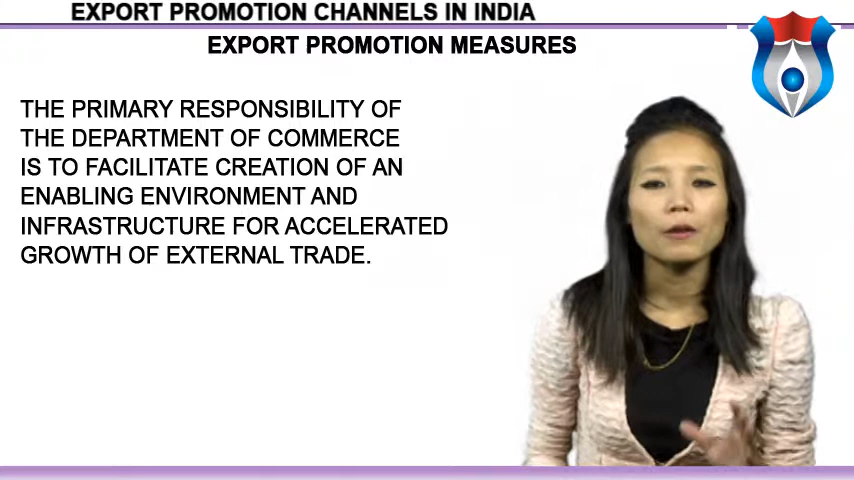 EXPORT PROMOTION CHANNELS IN INDIA
EXPORT PROMOTION MEASURES
THE PRIMARY RESPONSIBILITY OF
THE DEPARTMENT OF COMMERCE
IS TO FACILITATE CREATION OF AN
ENABLING ENVIRONMENT AND
INFRASTRUCTURE FOR ACCELERATED
GROWTH OF EXTERNAL TRADE.